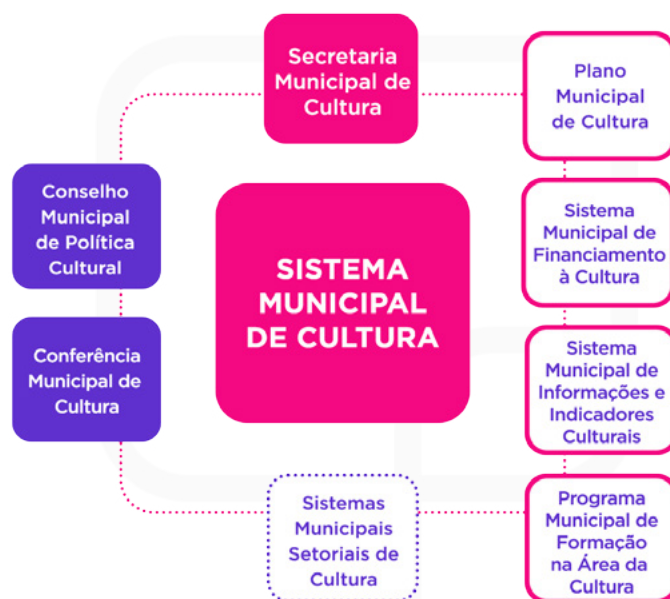 Secretaria
Municipal de
Cultura
Plano
Municipal
de Cultura
Conselho
Municipal
de Política
Cultural
Sistema
Municipal de
Financiamento
à Cultura
SISTEMA
MUNICIPAL
DE CULTURA
Conferência
Municipal de
Cultura
Sistema
Municipal de
Informações e
Indicadores
Culturais
Sistemas
Municipais
Setoriais de
Cultura
Programa
Municipal de
Formação
na Área da
Cultura